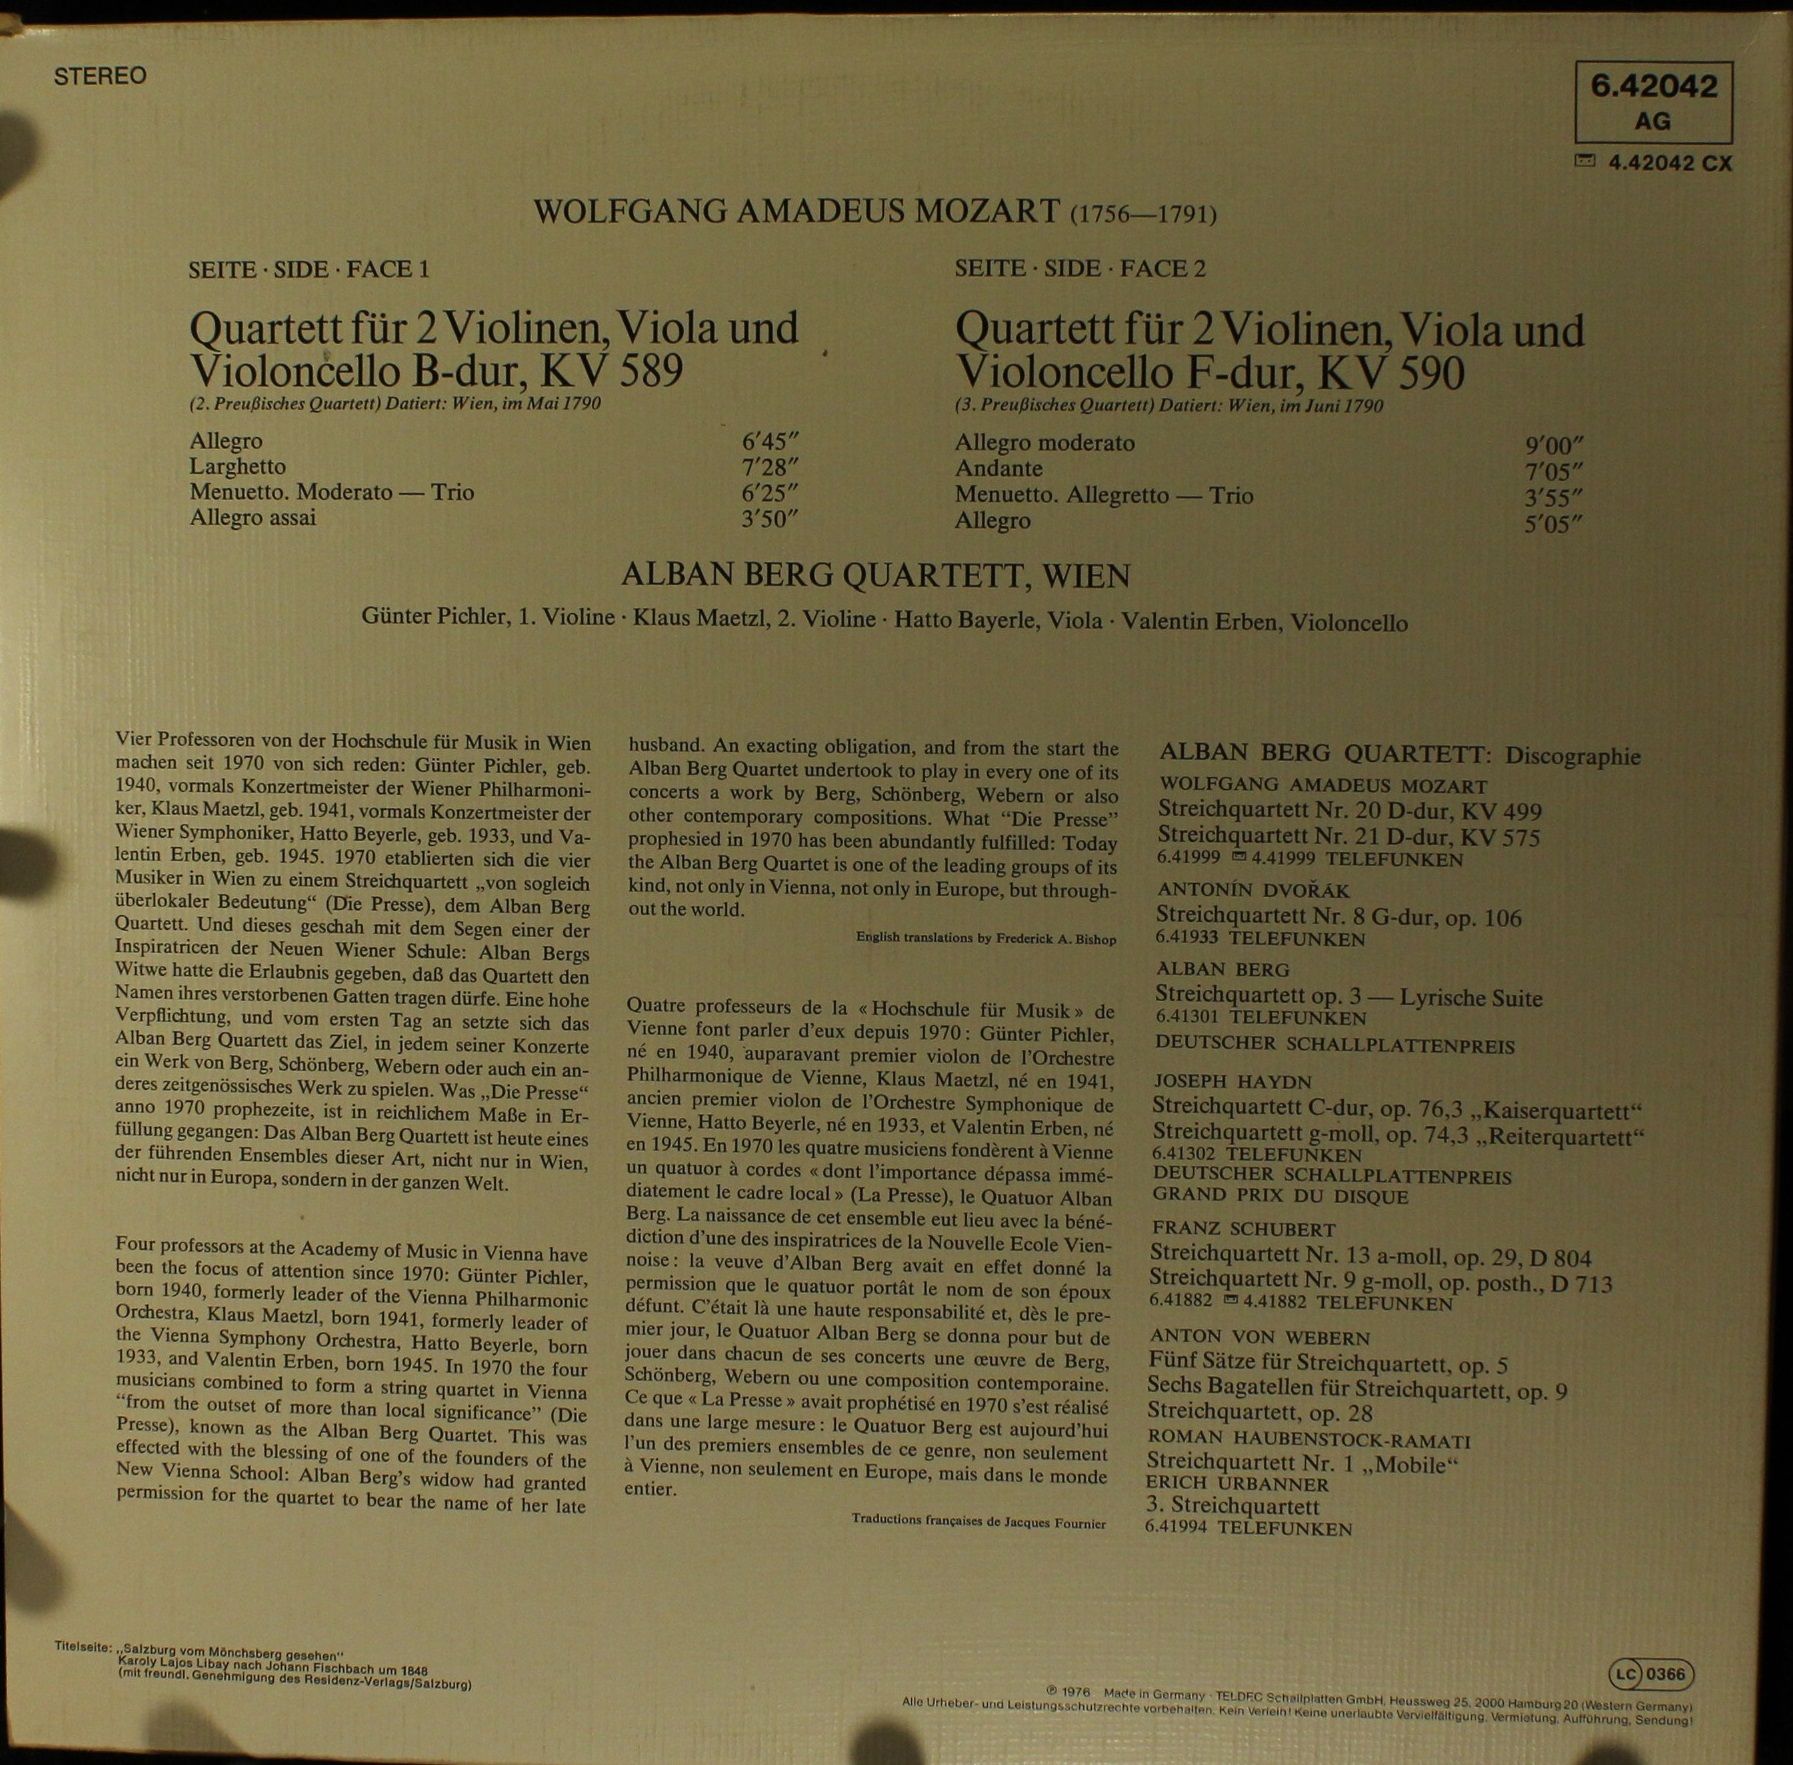 STEREO
6.42042
AG
4.42042 CX
WOLFGANG AMADEUS MOZART (1756—1791)
SEITE · SIDE · FACE 1
Quartett für 2 Violinen, Viola und
Violoncello B-dur, KV 589
(2. Preußisches Quartett) Datiert: Wien, im Mai 1790
Allegro 6′45″
Larghetto 7′28″
Menuetto. Moderato — Trio 6′25″
Allegro assai 3′50″
SEITE · SIDE · FACE 2
Quartett für 2 Violinen, Viola und
Violoncello F-dur, KV 590
(3. Preußisches Quartett) Datiert: Wien, im Juni 1790
Allegro moderato 9′00″
Andante 7′05″
Menuetto. Allegretto — Trio 3′55″
Allegro 5′05″
ALBAN BERG QUARTETT, WIEN
Günter Pichler, 1. Violine · Klaus Maetzl, 2. Violine · Hatto Bayerle, Viola · Valentin Erben, Violoncello
Vier Professoren von der Hochschule für Musik in Wien
machen seit 1970 von sich reden: Günter Pichler, geb.
1940, vormals Konzertmeister der Wiener Philharmoni-
ker, Klaus Maetzl, geb. 1941, vormals Konzertmeister der
Wiener Symphoniker, Hatto Beyerle, geb. 1933, und Va-
lentin Erben, geb. 1945. 1970 etablierten sich die vier
Musiker in Wien zu einem Streichquartett „von sogleich
überlokaler Bedeutung“ (Die Presse), dem Alban Berg
Quartett. Und dieses geschah mit dem Segen einer der
Inspiratricen der Neuen Wiener Schule: Alban Bergs
Witwe hatte die Erlaubnis gegeben, daß das Quartett den
Namen ihres verstorbenen Gatten tragen dürfe. Eine hohe
Verpflichtung, und vom ersten Tag an setzte sich das
Alban Berg Quartett das Ziel, in jedem seiner Konzerte
ein Werk von Berg, Schönberg, Webern oder auch ein an-
deres zeitgenössisches Werk zu spielen. Was „Die Presse“
anno 1970 prophezeite, ist in reichlichem Maße in Er-
füllung gegangen: Das Alban Berg Quartett ist heute eines
der führenden Ensembles dieser Art, nicht nur in Wien,
nicht nur in Europa, sondern in der ganzen Welt.
Four professors at the Academy of Music in Vienna have
been the focus of attention since 1970: Günter Pichler,
born 1940, formerly leader of the Vienna Philharmonic
Orchestra, Klaus Maetzl, born 1941, formerly leader of
the Vienna Symphony Orchestra, Hatto Beyerle, born
1933, and Valentin Erben, born 1945. In 1970 the four
musicians combined to form a string quartet in Vienna
“from the outset of more than local significance” (Die
Presse), known as the Alban Berg Quartet. This was
effected with the blessing of one of the founders of the
New Vienna School: Alban Berg’s widow had granted
permission for the quartet to bear the name of her late
husband. An exacting obligation, and from the start the
Alban Berg Quartet undertook to play in every one of its
concerts a work by Berg, Schönberg, Webern or also
other contemporary compositions. What “Die Presse”
prophesied in 1970 has been abundantly fulfilled: Today
the Alban Berg Quartet is one of the leading groups of its
kind, not only in Vienna, not only in Europe, but through-
out the world.
English translations by Frederick A. Bishop
Quatre professeurs de la « Hochschule für Musik » de
Vienne font parler d’eux depuis 1970 : Günter Pichler,
né en 1940, auparavant premier violon de l’Orchestre
Philharmonique de Vienne, Klaus Maetzl, né en 1941,
ancien premier violon de l’Orchestre Symphonique de
Vienne, Hatto Beyerle, né en 1933, et Valentin Erben, né
en 1945. En 1970 les quatre musiciens fondèrent à Vienne
un quatuor à cordes « dont l’importance dépassa immé-
diatement le cadre local » (La Presse), le Quatuor Alban
Berg. La naissance de cet ensemble eut lieu avec la béné-
diction d’une des inspiratrices de la Nouvelle Ecole Vien-
noise : la veuve d’Alban Berg avait en effet donné la
permission que le quatuor portât le nom de son époux
défunt. C’était là une haute responsabilité et, dès le pre-
mier jour, le Quatuor Alban Berg se donna pour but de
jouer dans chacun de ses concerts une œuvre de Berg,
Schönberg, Webern ou une composition contemporaine.
Ce que « La Presse » avait prophétisé en 1970 s’est réalisé
dans une large mesure : le Quatuor Berg est aujourd’hui
l’un des premiers ensembles de ce genre, non seulement
à Vienne, non seulement en Europe, mais dans le monde
entier.
Traductions françaises de Jacques Fournier
ALBAN BERG QUARTETT: Discographie
WOLFGANG AMADEUS MOZART
Streichquartett Nr. 20 D-dur, KV 499
Streichquartett Nr. 21 D-dur, KV 575
6.41999 4.41999 TELEFUNKEN
ANTONÍN DVOŘÁK
Streichquartett Nr. 8 G-dur, op. 106
6.41933 TELEFUNKEN
ALBAN BERG
Streichquartett op. 3 — Lyrische Suite
6.41301 TELEFUNKEN
DEUTSCHER SCHALLPLATTENPREIS
JOSEPH HAYDN
Streichquartett C-dur, op. 76,3 „Kaiserquartett“
Streichquartett g-moll, op. 74,3 „Reiterquartett“
6.41302 TELEFUNKEN
DEUTSCHER SCHALLPLATTENPREIS
GRAND PRIX DU DISQUE
FRANZ SCHUBERT
Streichquartett Nr. 13 a-moll, op. 29, D 804
Streichquartett Nr. 9 g-moll, op. posth., D 713
6.41882 4.41882 TELEFUNKEN
ANTON VON WEBERN
Fünf Sätze für Streichquartett, op. 5
Sechs Bagatellen für Streichquartett, op. 9
Streichquartett, op. 28
ROMAN HAUBENSTOCK-RAMATI
Streichquartett Nr. 1 „Mobile“
ERICH URBANNER
3. Streichquartett
6.41994 TELEFUNKEN
Titelseite: „Salzburg vom Mönchsberg gesehen“
Karoly Lajos Libay nach Johann Fischbach um 1848
(mit freundl. Genehmigung des Residenz-Verlags/Salzburg)
LC 0366
℗ 1976 Made in Germany · TELDEC Schallplatten GmbH, Heussweg 25, 2000 Hamburg 20 (Western Germany)
Alle Urheber- und Leistungsschutzrechte vorbehalten. Kein Verleih! Keine unerlaubte Vervielfältigung, Vermietung, Aufführung, Sendung!